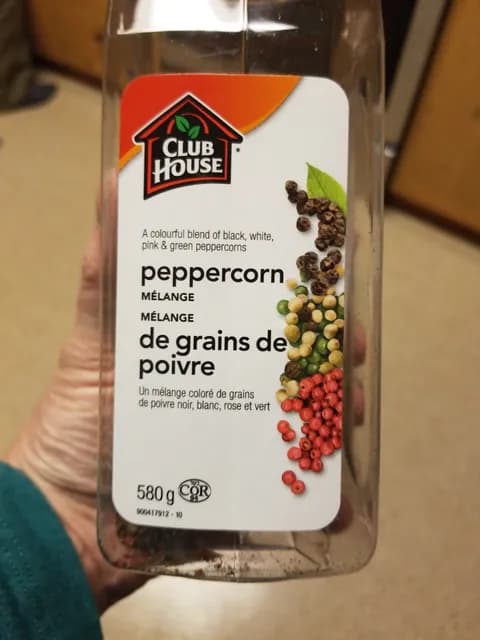 CLUB
HOUSE
A colourful blend of black, white,
pink & green peppercorns
peppercorn
MÉLANGE
MÉLANGE
de grains de
poivre
Un mélange coloré de grains
de poivre noir, blanc, rose et vert
580 g
COR